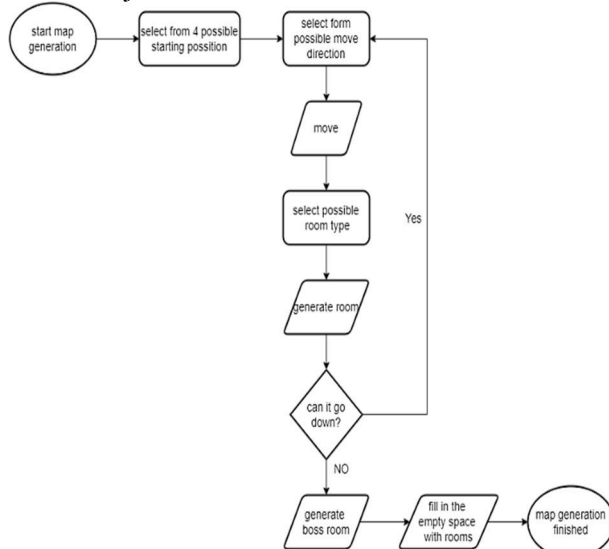 start map
generation
select from 4 possible
starting possition
select form
possible move
direction
move
select possible
room type
Yes
generate room
can it go
down?
NO
generate
boss room
fill in the
empty space
with rooms
map generation
finished